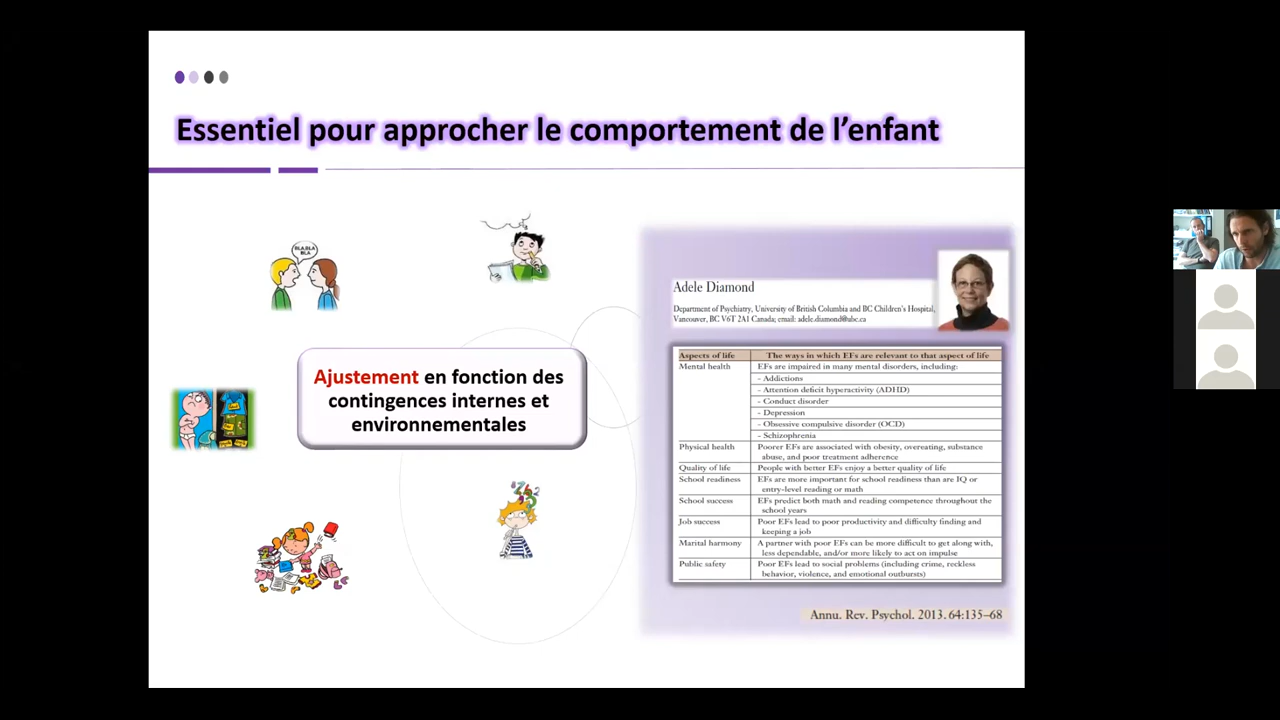 Essentiel pour approcher le comportement de l'enfant
BLA,BLA
BLA
Ajustement en fonction des
contingences internes et
environnementales
Adele Diamond
Department of Psychiatry, University of British Columbia and BC Children's Hospital,
Vancouver, BC V6T 2A1 Canada; email: adele.diamond@ubc.ca
Aspects of life The ways in which EFs are relevant to that aspect of life
Mental health EFs are impaired in many mental disorders, including:
- Addictions
- Attention deficit hyperactivity (ADHD)
- Conduct disorder
- Depression
- Obsessive compulsive disorder (OCD)
- Schizophrenia
Physical health Poorer EFs are associated with obesity, overeating, substance
abuse, and poor treatment adherence
Quality of life People with better EFs enjoy a better quality of life
School readiness EFs are more important for school readiness than are IQ or
entry-level reading or math
School success EFs predict both math and reading competence throughout the
school years
Job success Poor EFs lead to poor productivity and difficulty finding and
keeping a job
Marital harmony A partner with poor EFs can be more difficult to get along with,
less dependable, and/or more likely to act on impulse
Public safety Poor EFs lead to social problems (including crime, reckless
behavior, violence, and emotional outbursts)
Annu. Rev. Psychol. 2013. 64:135–68